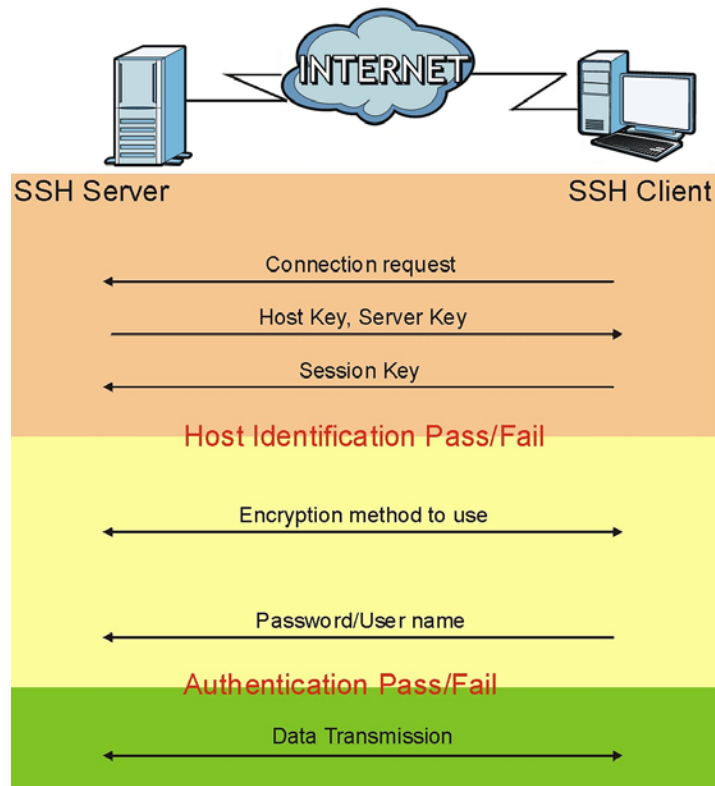 INTERNET
SSH Server
SSH Client
Connection request
Host Key, Server Key
Session Key
Host Identification Pass/Fail
Encryption method to use
Password/User name
Authentication Pass/Fail
Data Transmission